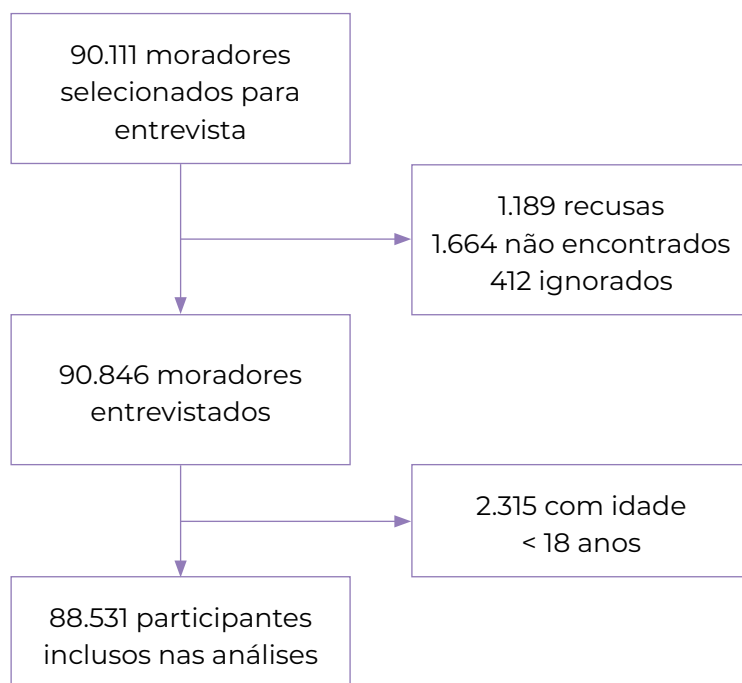 90.111 moradores
selecionados para
entrevista
1.189 recusas
1.664 não encontrados
412 ignorados
90.846 moradores
entrevistados
2.315 com idade
< 18 anos
88.531 participantes
inclusos nas análises